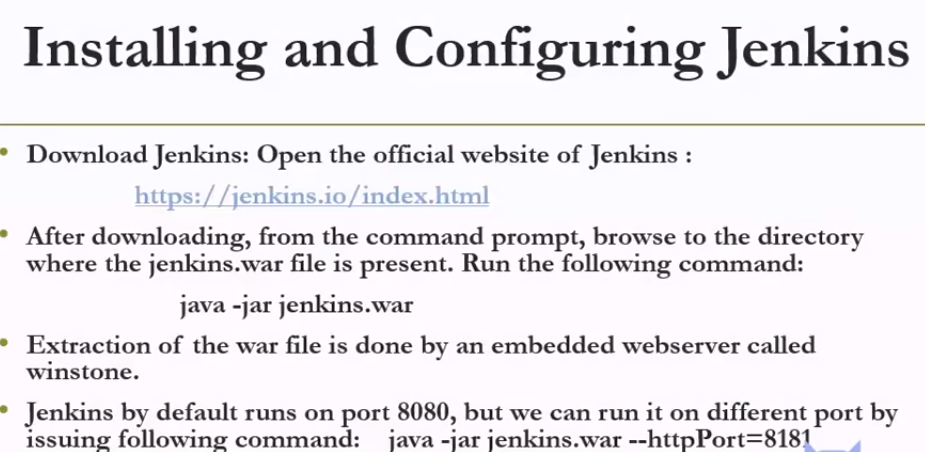 Installing and Configuring Jenkins
• Download Jenkins: Open the official website of Jenkins :
https://jenkins.io/index.html
• After downloading, from the command prompt, browse to the directory
where the jenkins.war file is present. Run the following command:
java -jar jenkins.war
• Extraction of the war file is done by an embedded webserver called
winstone.
• Jenkins by default runs on port 8080, but we can run it on different port by
issuing following command: java -jar jenkins.war --httpPort=8181